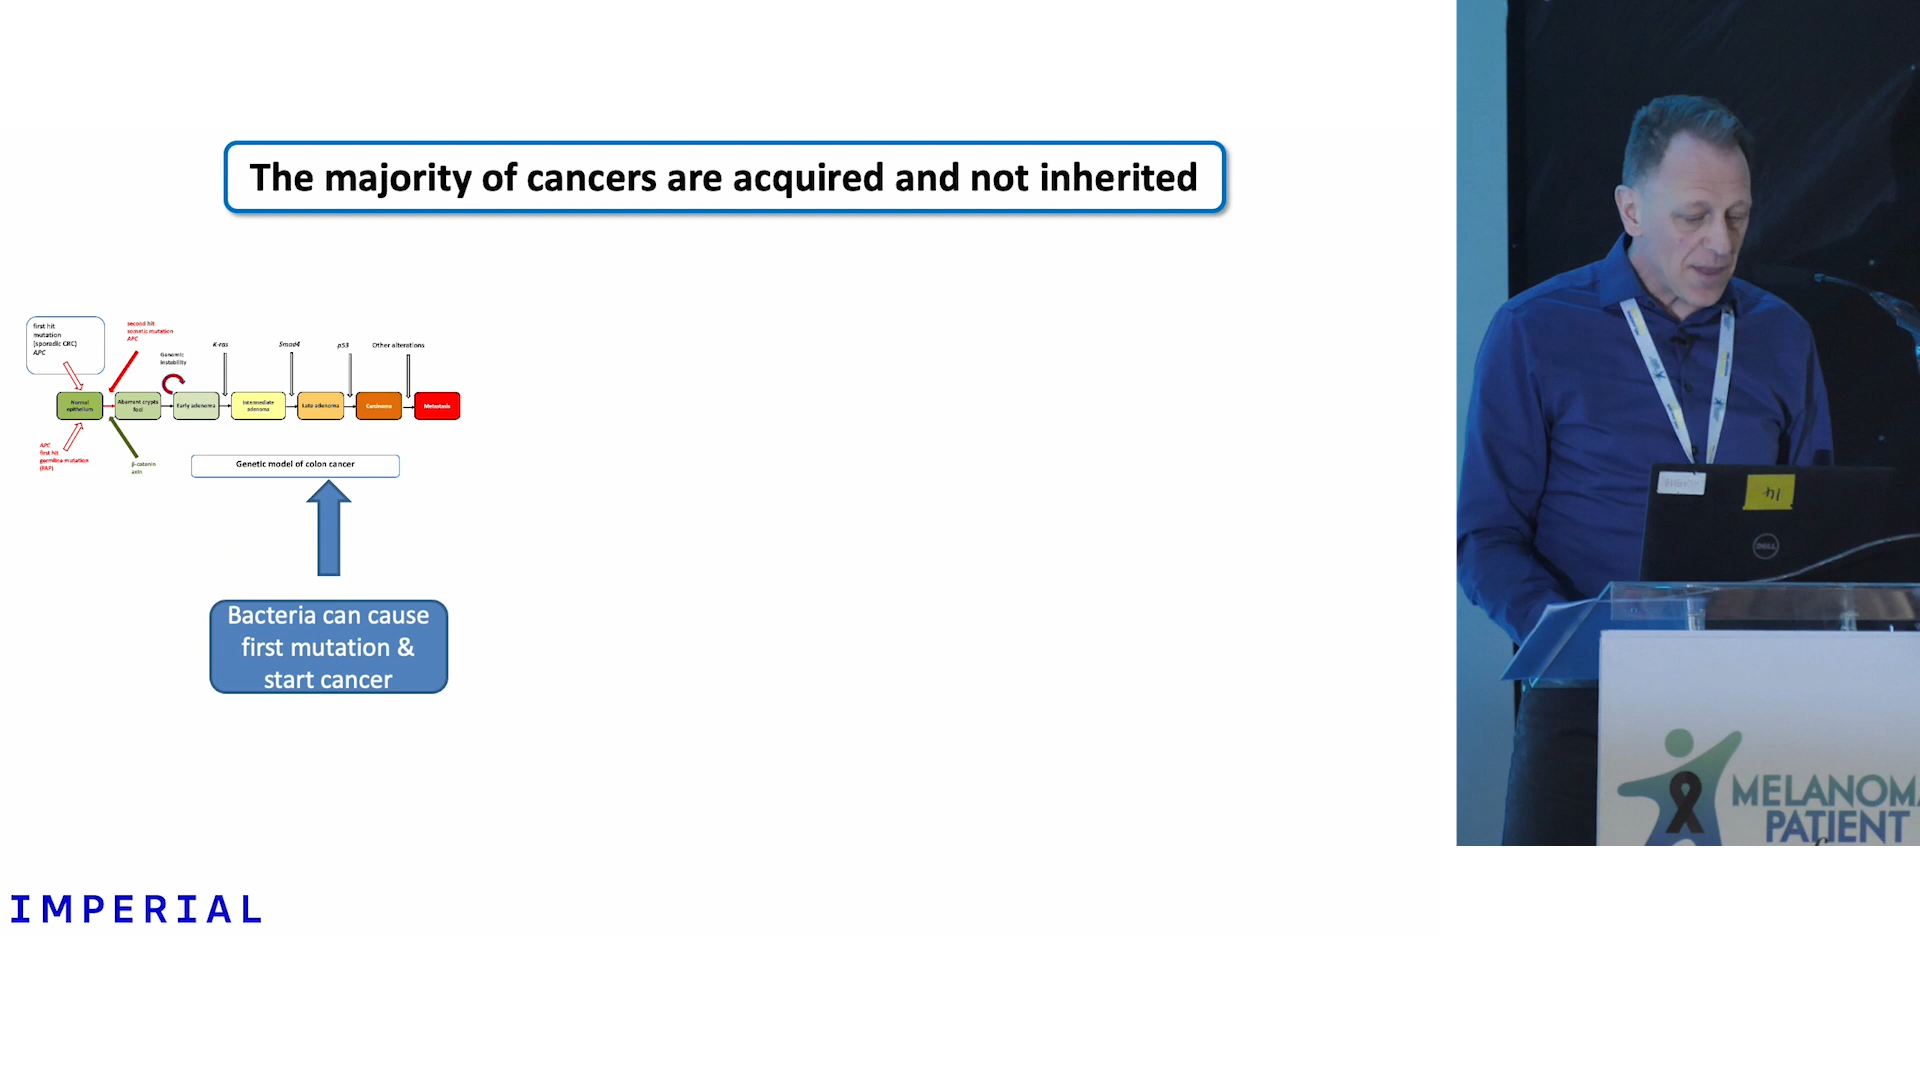 The majority of cancers are acquired and not inherited
first hit
mutation
(sporadic CRC)
APC
second hit
somatic mutation
APC
Genomic
Instability
K-ras
Smad4
p53
Other alterations
Normal
epithelium
Aberrant crypts
foci
Early adenoma
Intermediate
adenoma
Late adenoma
Carcinoma
Metastasis
APC
first hit
germline mutation
(FAP)
β-catenin
axin
Genetic model of colon cancer
Bacteria can cause
first mutation &
start cancer
IMPERIAL
14
DELL
MELANOMA
PATIENT